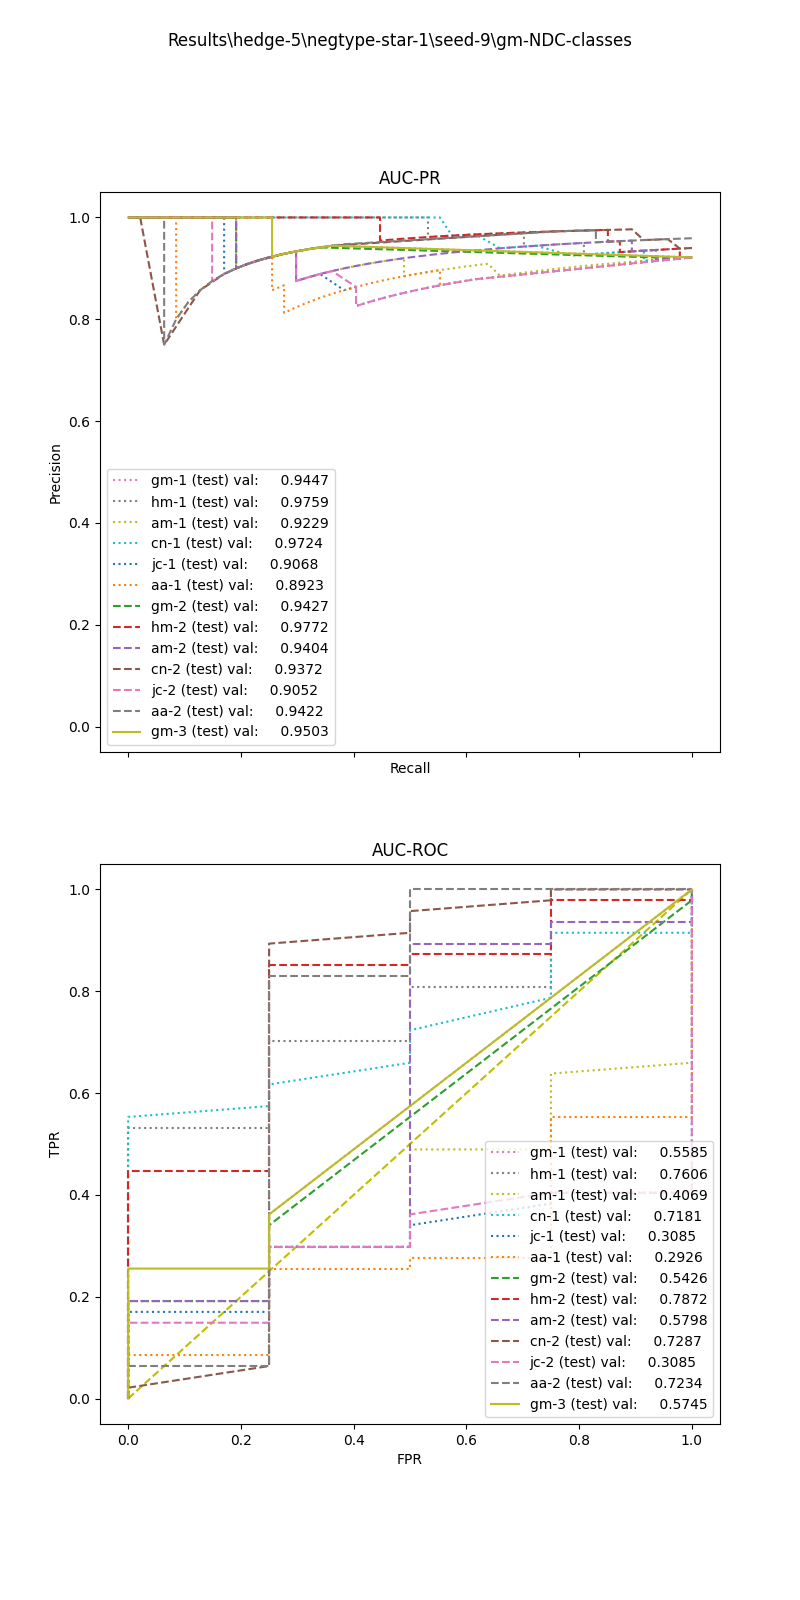 Results\hedge-5\negtype-star-1\seed-9\gm-NDC-classes
AUC-PR
1.0
0.8
0.6
0.4
0.2
0.0
Precision
gm-1 (test) val: 0.9447
hm-1 (test) val: 0.9759
am-1 (test) val: 0.9229
cn-1 (test) val: 0.9724
jc-1 (test) val: 0.9068
aa-1 (test) val: 0.8923
gm-2 (test) val: 0.9427
hm-2 (test) val: 0.9772
am-2 (test) val: 0.9404
cn-2 (test) val: 0.9372
jc-2 (test) val: 0.9052
aa-2 (test) val: 0.9422
gm-3 (test) val: 0.9503
Recall
AUC-ROC
1.0
0.8
0.6
0.4
0.2
0.0
TPR
gm-1 (test) val: 0.5585
hm-1 (test) val: 0.7606
am-1 (test) val: 0.4069
cn-1 (test) val: 0.7181
jc-1 (test) val: 0.3085
aa-1 (test) val: 0.2926
gm-2 (test) val: 0.5426
hm-2 (test) val: 0.7872
am-2 (test) val: 0.5798
cn-2 (test) val: 0.7287
jc-2 (test) val: 0.3085
aa-2 (test) val: 0.7234
gm-3 (test) val: 0.5745
0.0 0.2 0.4 0.6 0.8 1.0
FPR